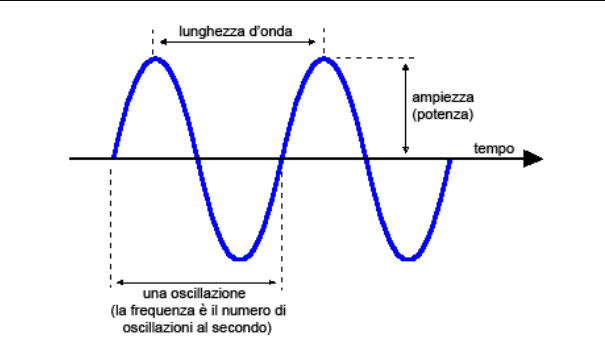 lunghezza d'onda
ampiezza
(potenza)
tempo
una oscillazione
(la frequenza è il numero di
oscillazioni al secondo)